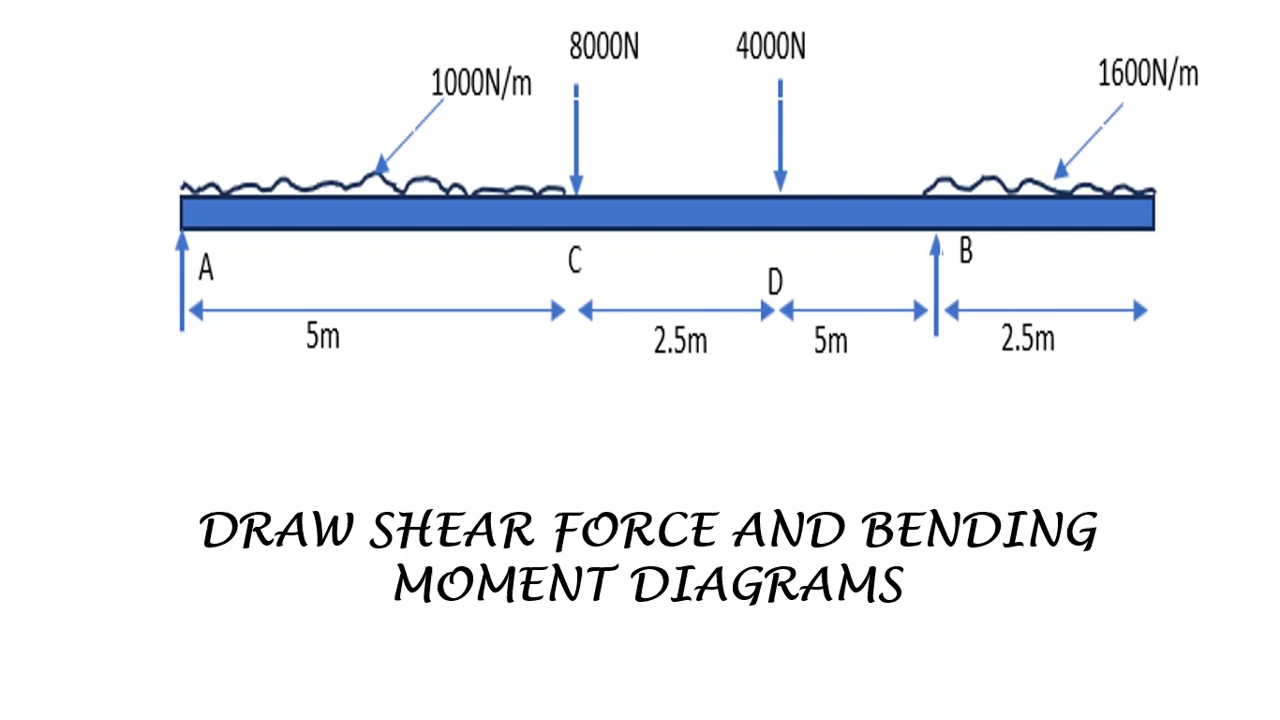 8000N
4000N
1000N/m
1600N/m
A
C
D
B
5m
2.5m
5m
2.5m
DRAW SHEAR FORCE AND BENDING
MOMENT DIAGRAMS